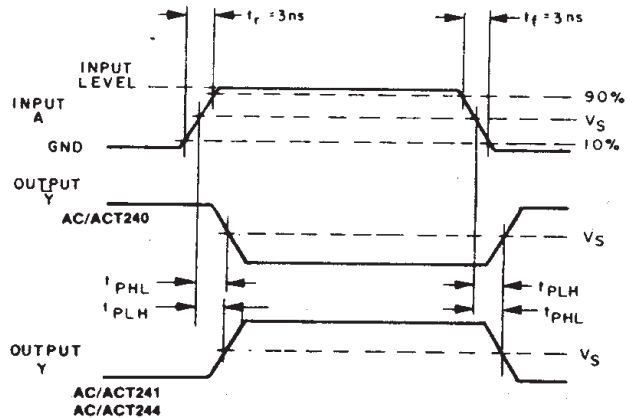 tr = 3ns
tf = 3ns
INPUT
LEVEL
90%
INPUT
A
VS
GND
10%
OUTPUT
Y
AC/ACT240
VS
tPHL
tPLH
tPLH
tPHL
OUTPUT
Y
VS
AC/ACT241
AC/ACT244